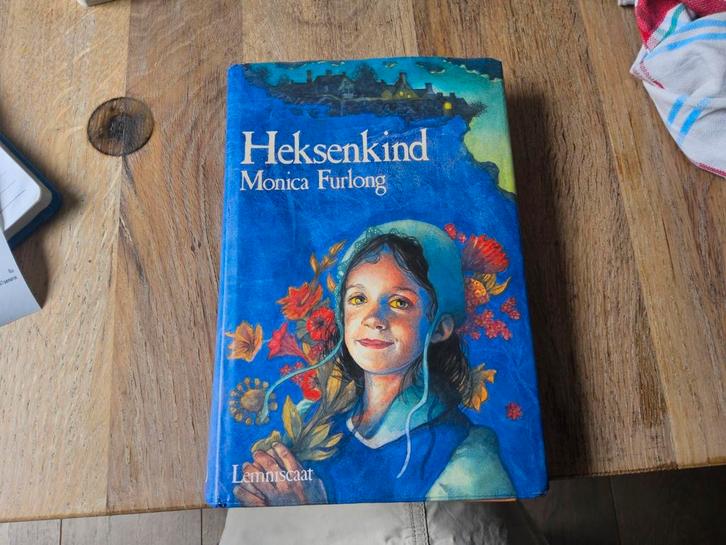 Heksenkind
Monica Furlong
Lemniscaat